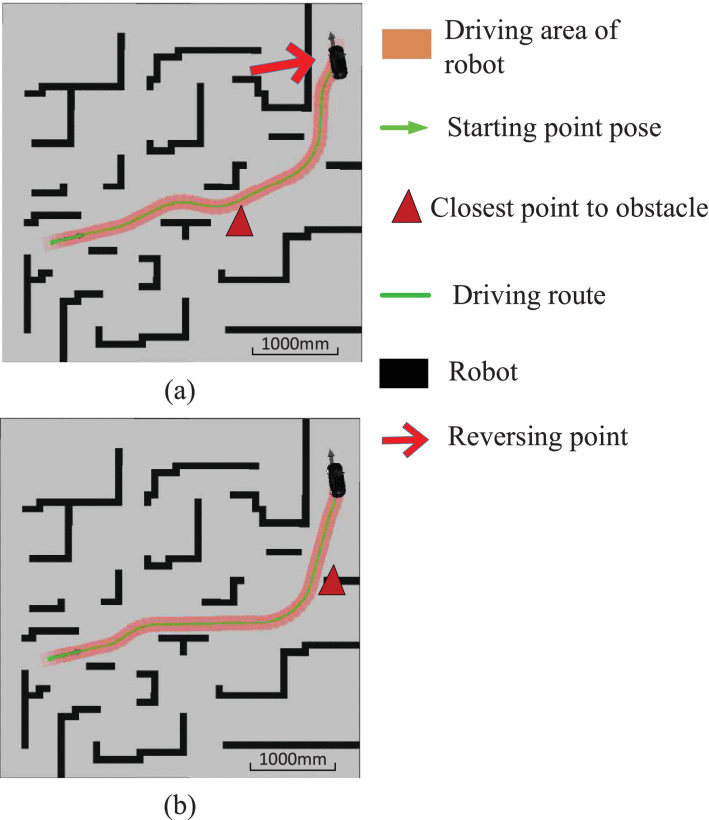 Driving area of
robot
Starting point pose
Closest point to obstacle
Driving route
Robot
Reversing point
1000mm
(a)
1000mm
(b)